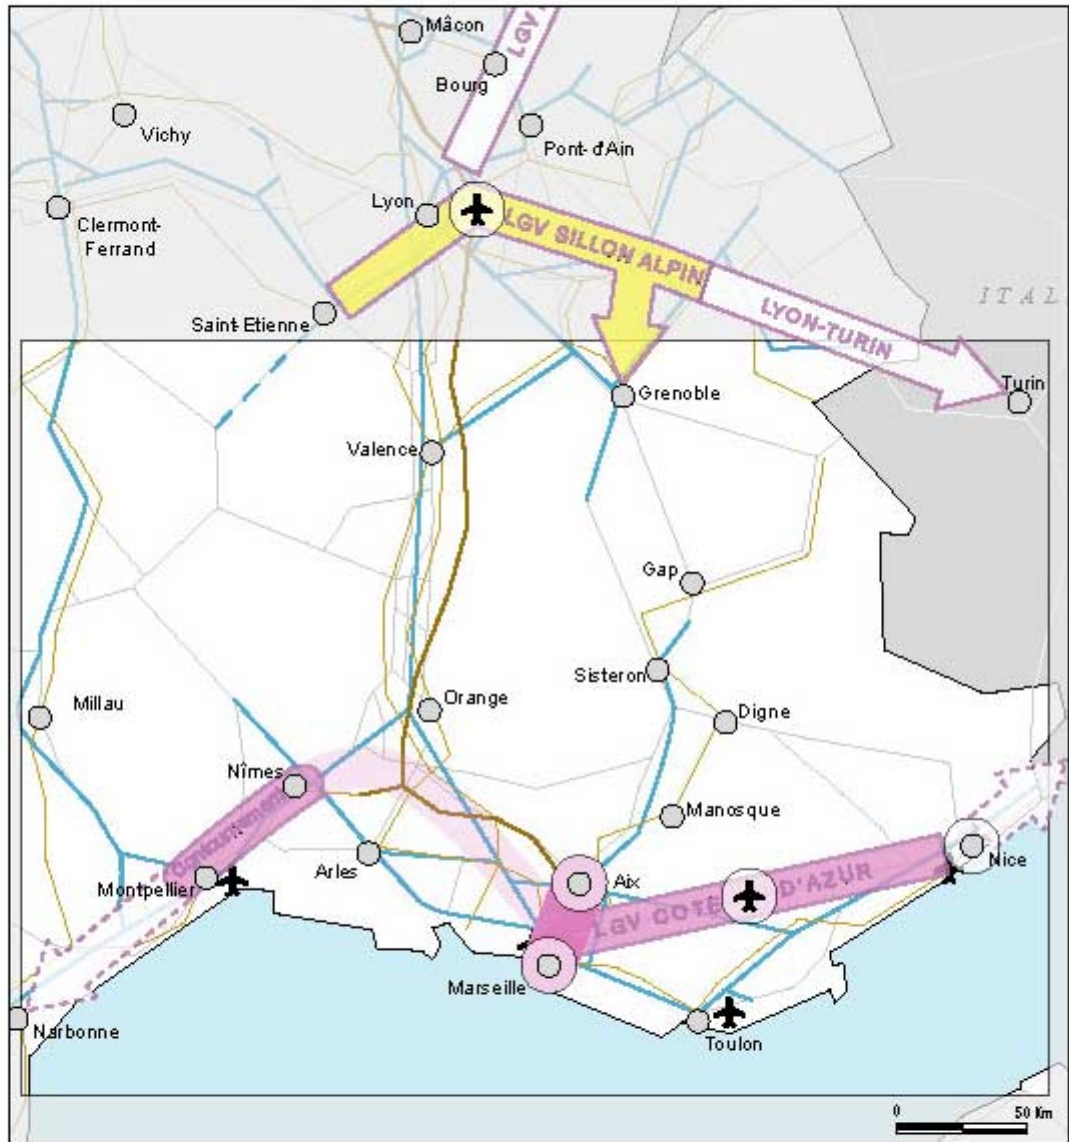 Mâcon
LGV
Bourg
Vichy
Pont-d'Ain
Lyon
Clermont-
Ferrand
LGV SILLON ALPIN
ITAL
LYON-TURIN
Saint-Etienne
Turin
Grenoble
Valence
Gap
Sisteron
Orange
Millau
Digne
Nîmes
Manosque
Contournement
Arles
Montpellier
Aix
Nice
LGV COTE D'AZUR
Marseille
Narbonne
Toulon
0 50 Km